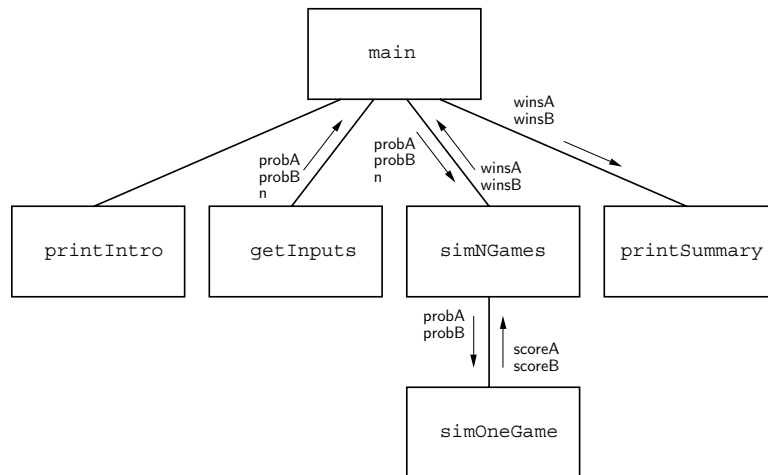 main
winsA
winsB
probA
probB
n
probA
probB
n
winsA
winsB
printIntro
getInputs
simNGames
printSummary
probA
probB
scoreA
scoreB
simOneGame